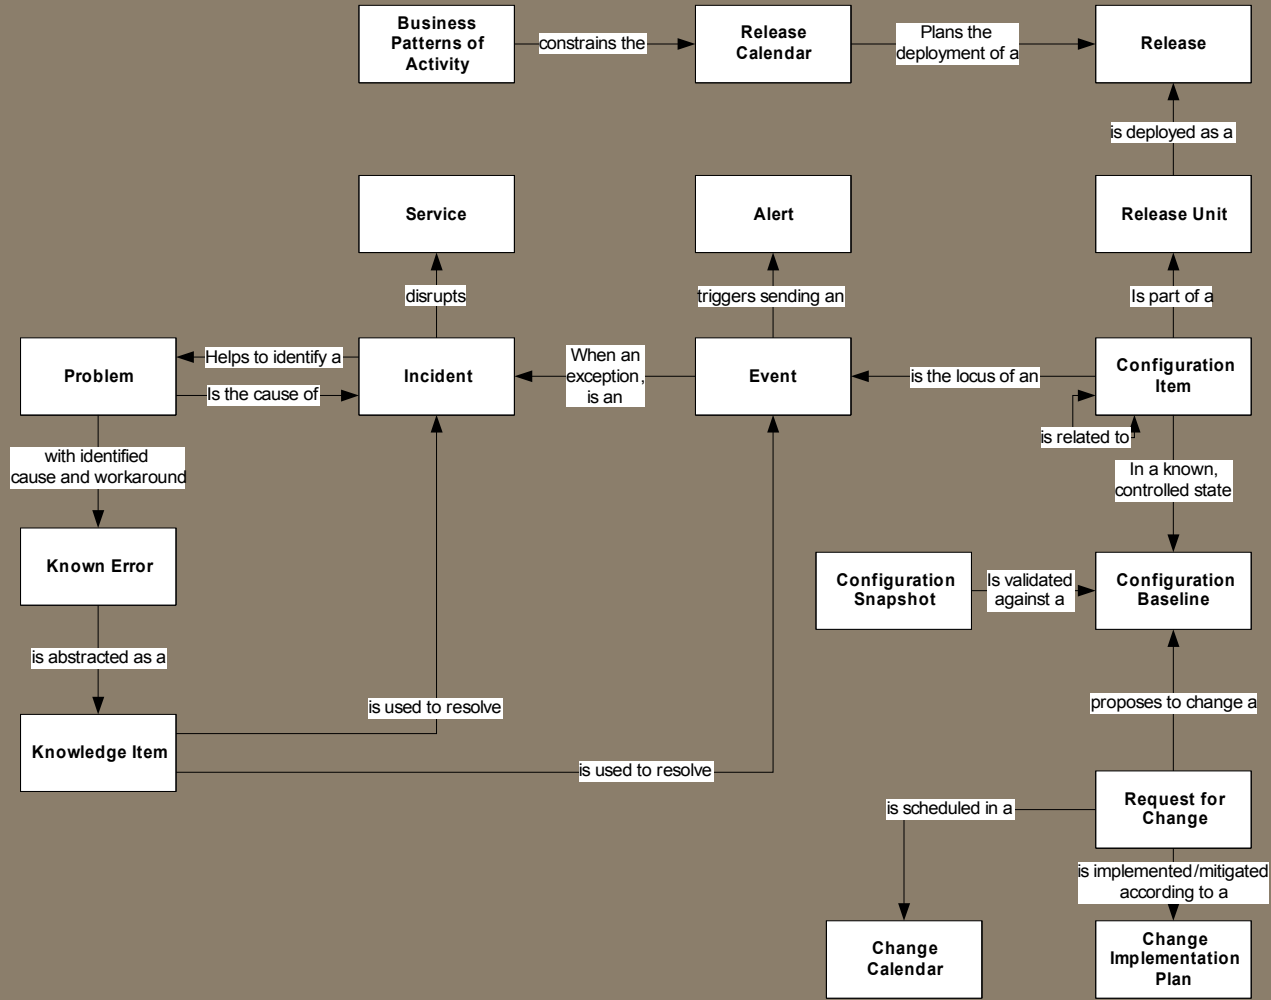 Business
Patterns of
Activity
constrains the
Release
Calendar
Plans the
deployment of a
Release
is deployed as a
Service
Alert
Release Unit
disrupts
triggers sending an
Is part of a
Problem
Helps to identify a
Is the cause of
Incident
When an
exception,
is an
Event
is the locus of an
Configuration
Item
is related to
with identified
cause and workaround
In a known,
controlled state
Known Error
Configuration
Snapshot
Is validated
against a
Configuration
Baseline
is abstracted as a
is used to resolve
proposes to change a
Knowledge Item
is used to resolve
is scheduled in a
Request for
Change
is implemented/mitigated
according to a
Change
Calendar
Change
Implementation
Plan